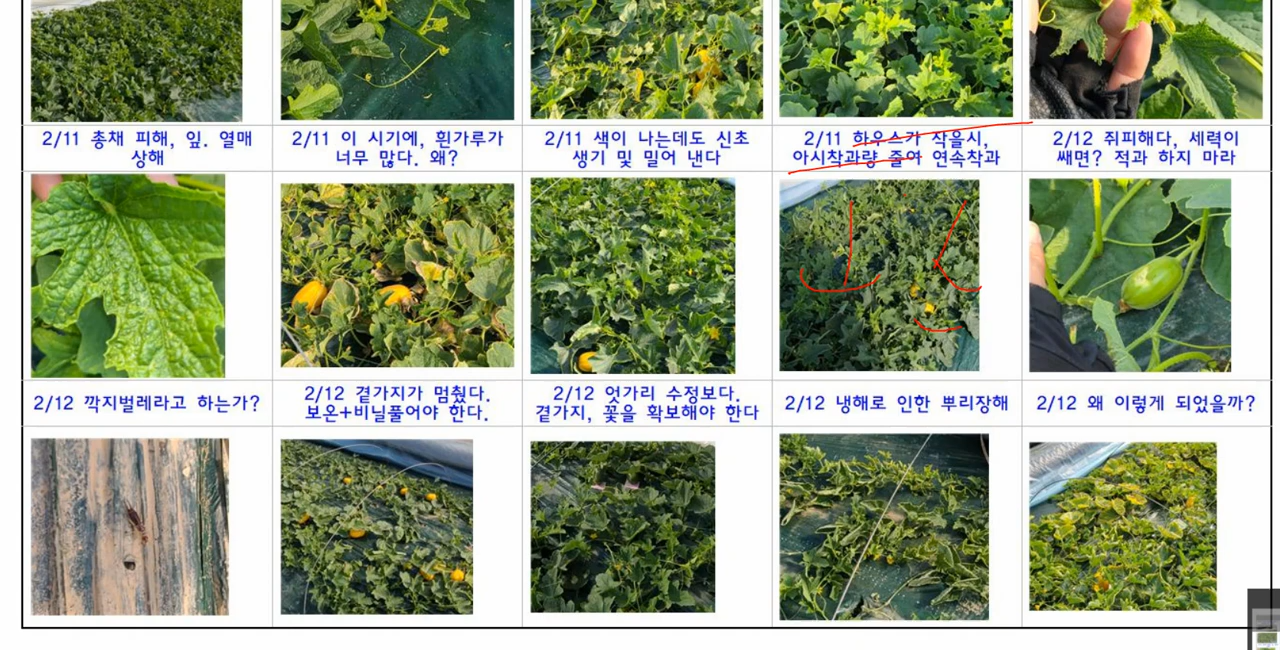 2/11 총채 피해, 잎. 열매
상해
2/11 이 시기에, 흰가루가
너무 많다. 왜?
2/11 색이 나는데도 신초
생기 및 밀어 낸다
2/11 하우스가 작을시,
아시착과량 줄여 연속착과
2/12 쥐피해다, 세력이
쌔면? 적과 하지 마라
2/12 깍지벌레라고 하는가?
2/12 곁가지가 멈췄다.
보온+비닐풀어야 한다.
2/12 엇가리 수정보다.
곁가지, 꽃을 확보해야 한다
2/12 냉해로 인한 뿌리장해
2/12 왜 이렇게 되었을까?